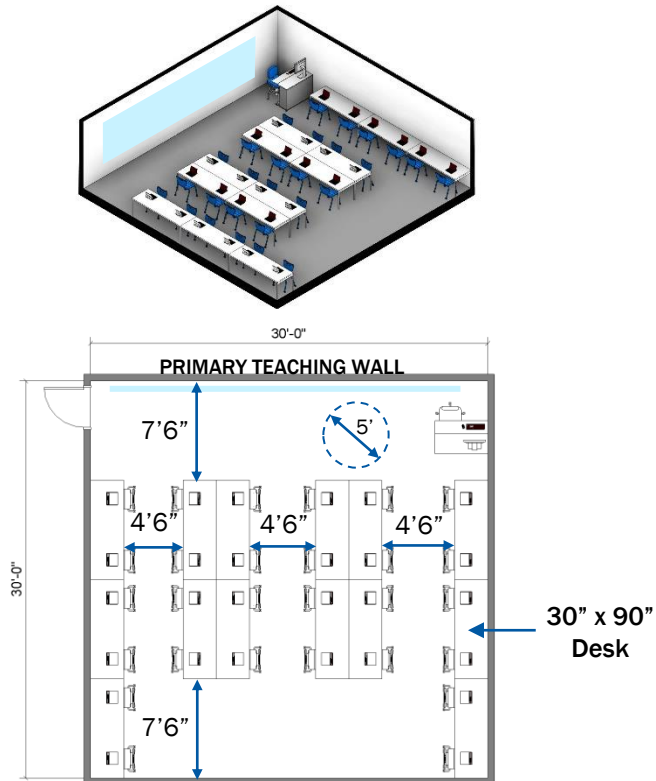 30'-0"
PRIMARY TEACHING WALL
7’6”
5’
4’6”
4’6”
4’6”
30'-0"
30” x 90”
Desk
7’6”